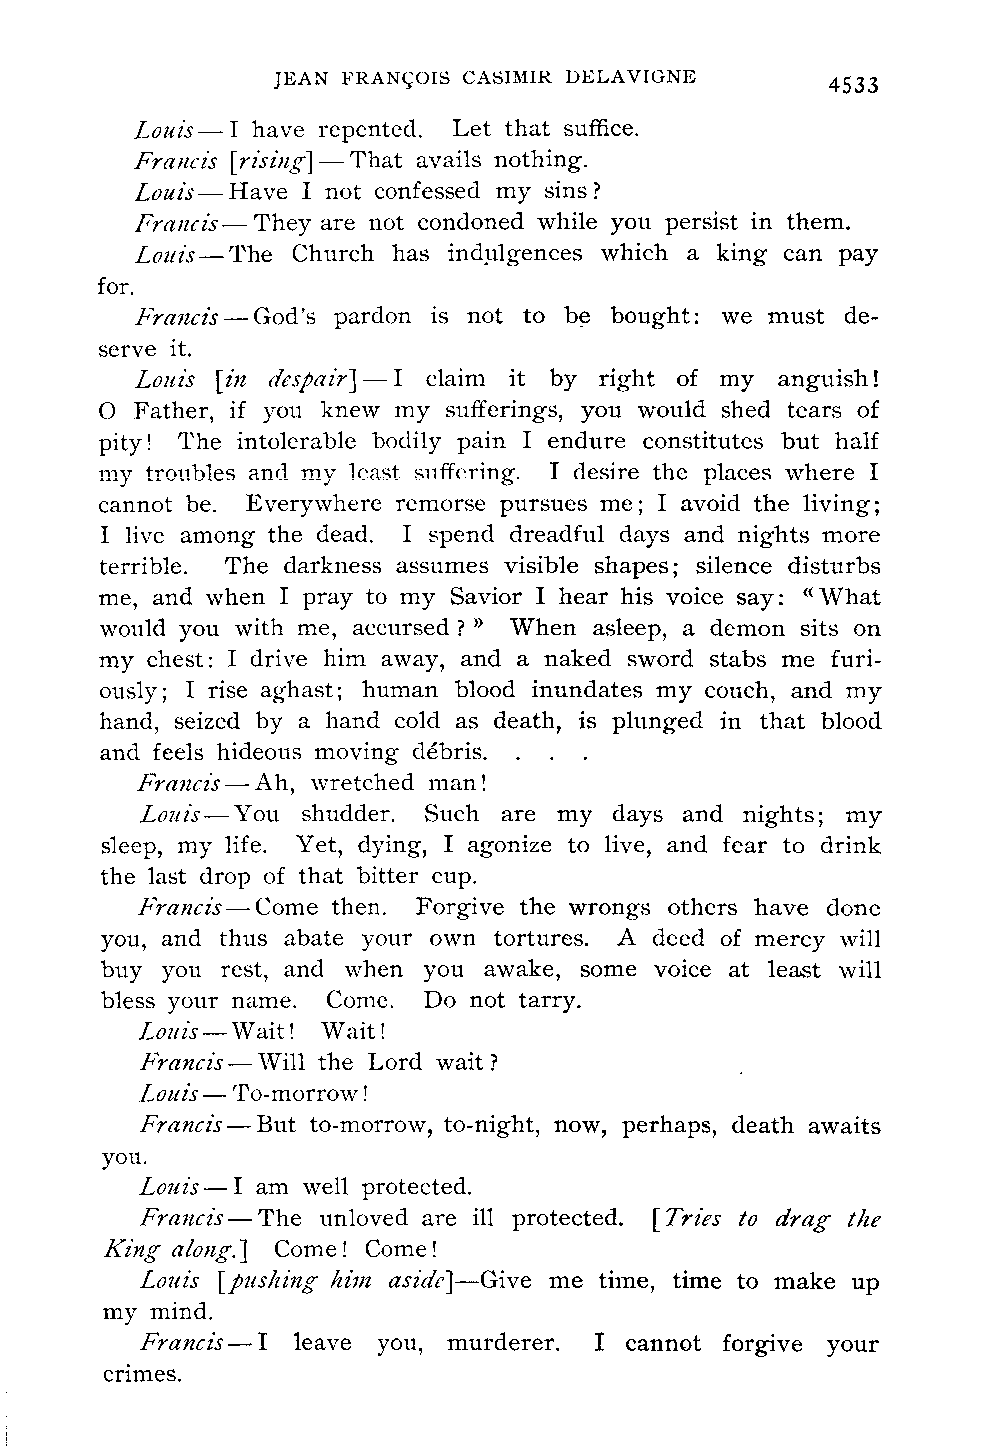 JEAN FRANÇOIS CASIMIR DELAVIGNE 4533
Louis — I have repented. Let that suffice.
Francis [rising] — That avails nothing.
Louis — Have I not confessed my sins?
Francis — They are not condoned while you persist in them.
Louis — The Church has indulgences which a king can pay
for.
Francis — God's pardon is not to be bought: we must de-
serve it.
Louis [in despair] — I claim it by right of my anguish!
O Father, if you knew my sufferings, you would shed tears of
pity! The intolerable bodily pain I endure constitutes but half
my troubles and my least suffering. I desire the places where I
cannot be. Everywhere remorse pursues me; I avoid the living;
I live among the dead. I spend dreadful days and nights more
terrible. The darkness assumes visible shapes; silence disturbs
me, and when I pray to my Savior I hear his voice say: «What
would you with me, accursed?» When asleep, a demon sits on
my chest: I drive him away, and a naked sword stabs me furi-
ously; I rise aghast; human blood inundates my couch, and my
hand, seized by a hand cold as death, is plunged in that blood
and feels hideous moving débris. . . .
Francis — Ah, wretched man!
Louis — You shudder. Such are my days and nights; my
sleep, my life. Yet, dying, I agonize to live, and fear to drink
the last drop of that bitter cup.
Francis — Come then. Forgive the wrongs others have done
you, and thus abate your own tortures. A deed of mercy will
buy you rest, and when you awake, some voice at least will
bless your name. Come. Do not tarry.
Louis — Wait! Wait!
Francis — Will the Lord wait?
Louis — To-morrow!
Francis — But to-morrow, to-night, now, perhaps, death awaits
you.
Louis — I am well protected.
Francis — The unloved are ill protected. [Tries to drag the
King along.] Come! Come!
Louis [pushing him aside] — Give me time, time to make up
my mind.
Francis — I leave you, murderer. I cannot forgive your
crimes.